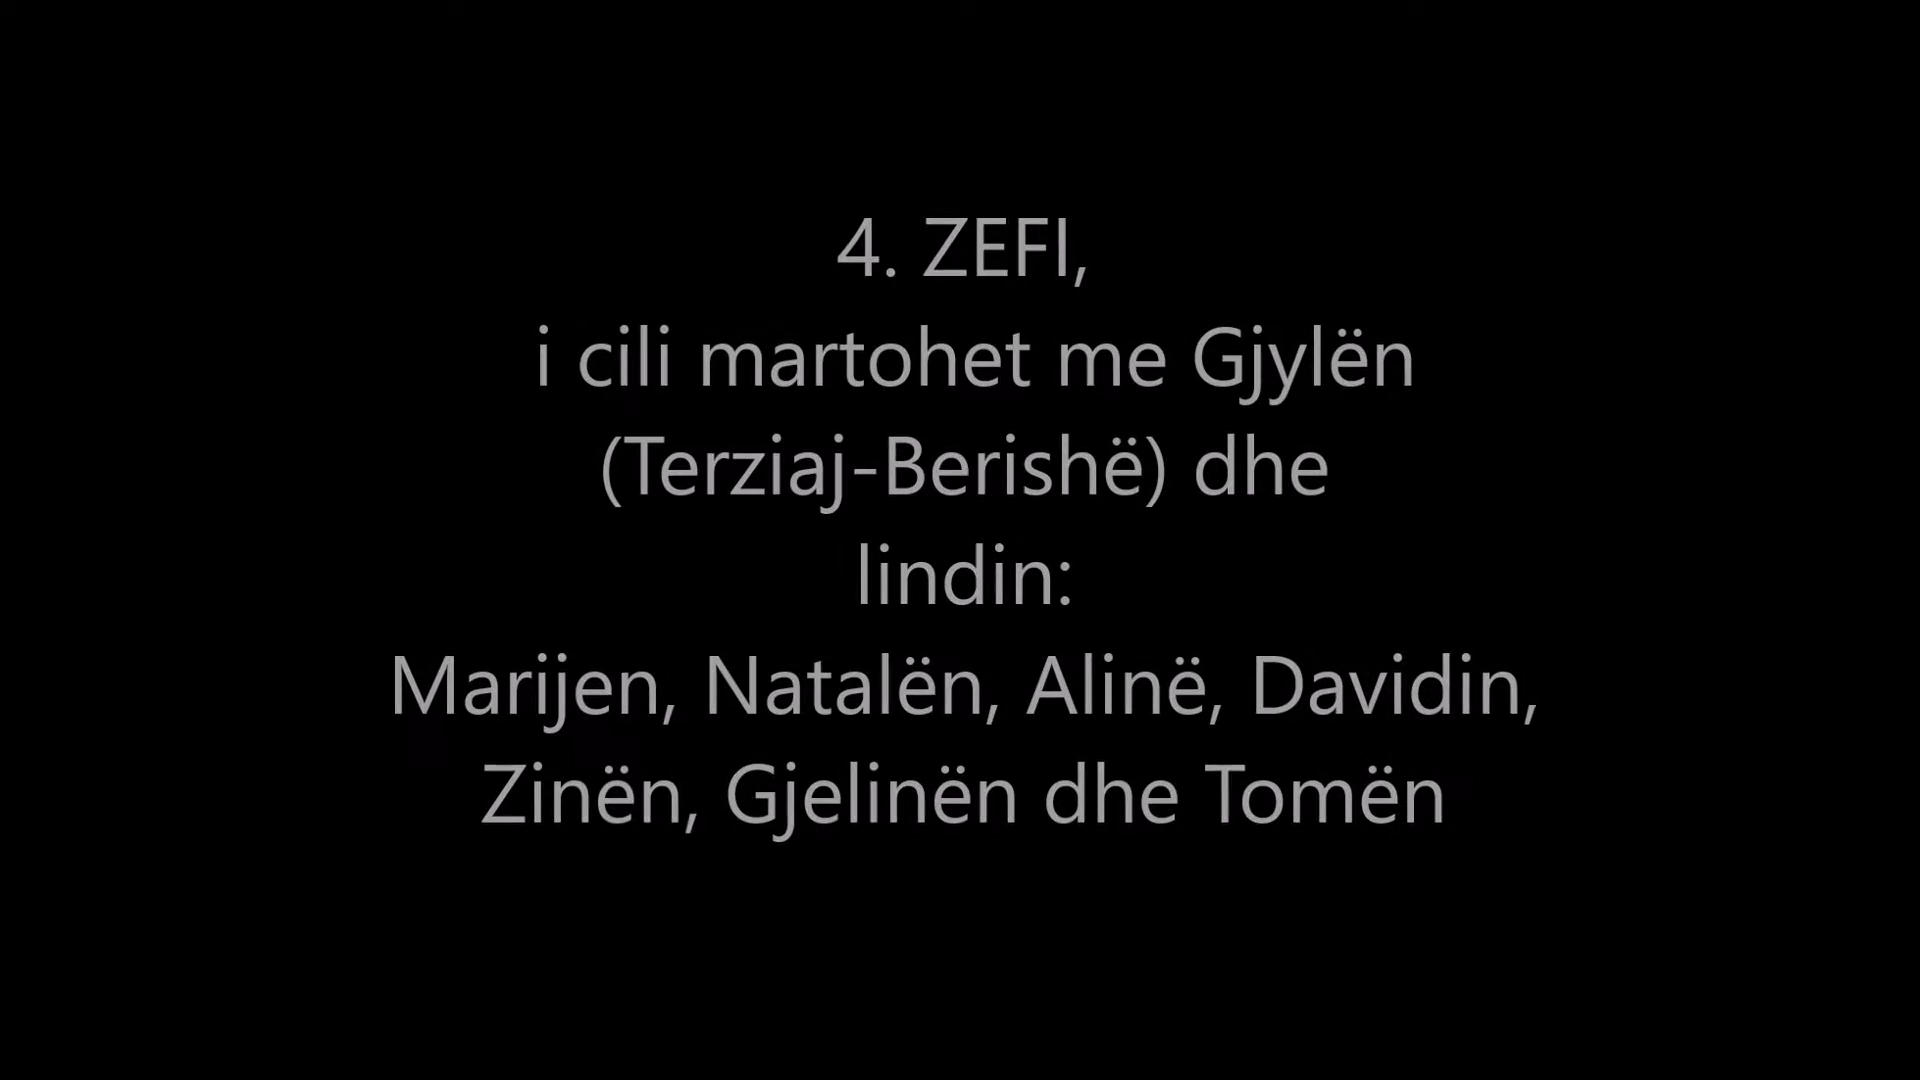 4. ZEFI,
i cili martohet me Gjylën
(Terziaj-Berishë) dhe
lindin:
Marijen, Natalën, Alinë, Davidin,
Zinën, Gjelinën dhe Tomën